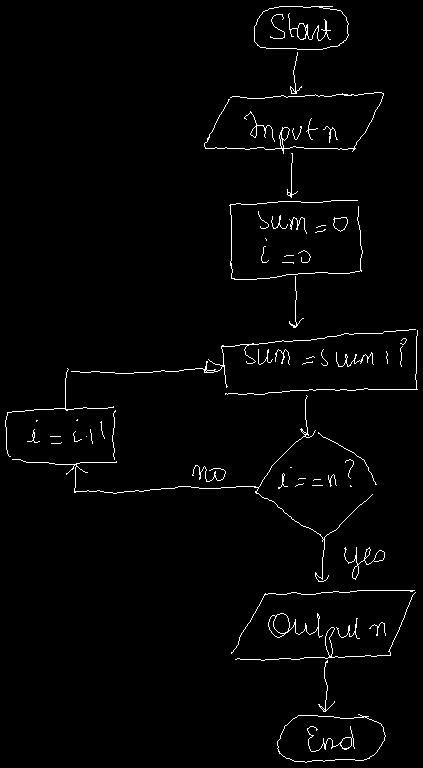 Start
Input n
sum = 0
i = 0
sum = sum + i
i = i + 1
no
i == n?
yes
Output n
End